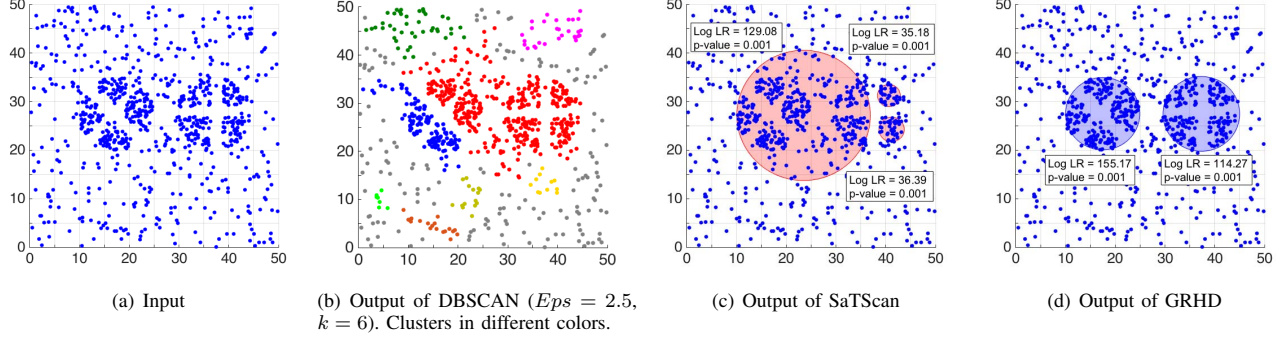 50
40
30
20
10
0
0 10 20 30 40 50
(a) Input
50
40
30
20
10
0
0 10 20 30 40 50
(b) Output of DBSCAN (Eps = 2.5,
k = 6). Clusters in different colors.
50
40
30
20
10
0
0 10 20 30 40 50
Log LR = 129.08
p-value = 0.001
Log LR = 35.18
p-value = 0.001
Log LR = 36.39
p-value = 0.001
(c) Output of SaTScan
50
40
30
20
10
0
0 10 20 30 40 50
Log LR = 155.17
p-value = 0.001
Log LR = 114.27
p-value = 0.001
(d) Output of GRHD